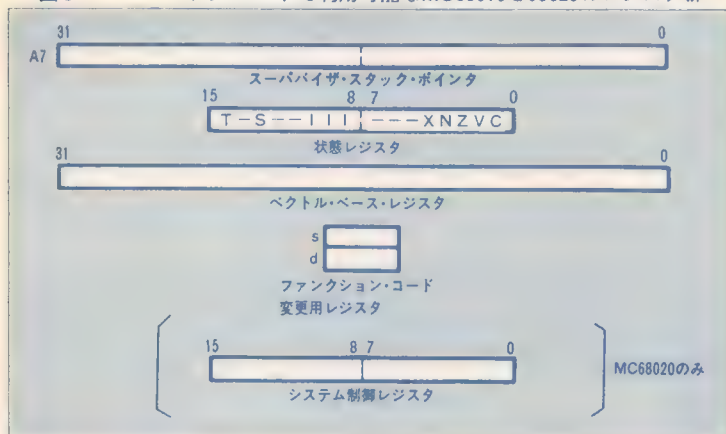 31 0
A7
スーパバイザ・スタック・ポインタ
15 8 7 0
T-S--III ---XNZVC
状態レジスタ
31 0
ベクトル・ベース・レジスタ
s
d
ファンクション・コード
変更用レジスタ
15 8 7 0
MC68020のみ
システム制御レジスタ